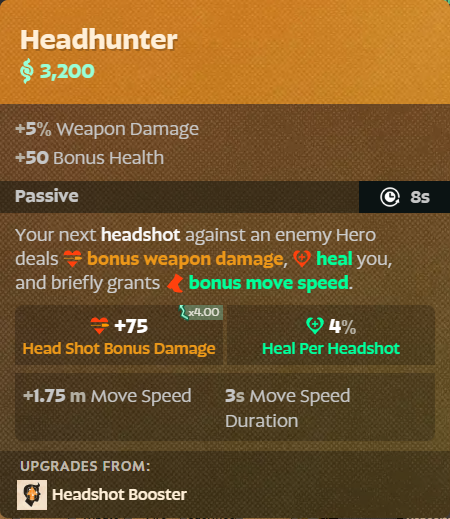 Headhunter
3,200
+5% Weapon Damage
+50 Bonus Health
Passive 8s
Your next headshot against an enemy Hero
deals bonus weapon damage, heal you,
and briefly grants bonus move speed.
x4.00
+75 4%
Head Shot Bonus Damage Heal Per Headshot
+1.75 m Move Speed 3s Move Speed
Duration
UPGRADES FROM:
Headshot Booster